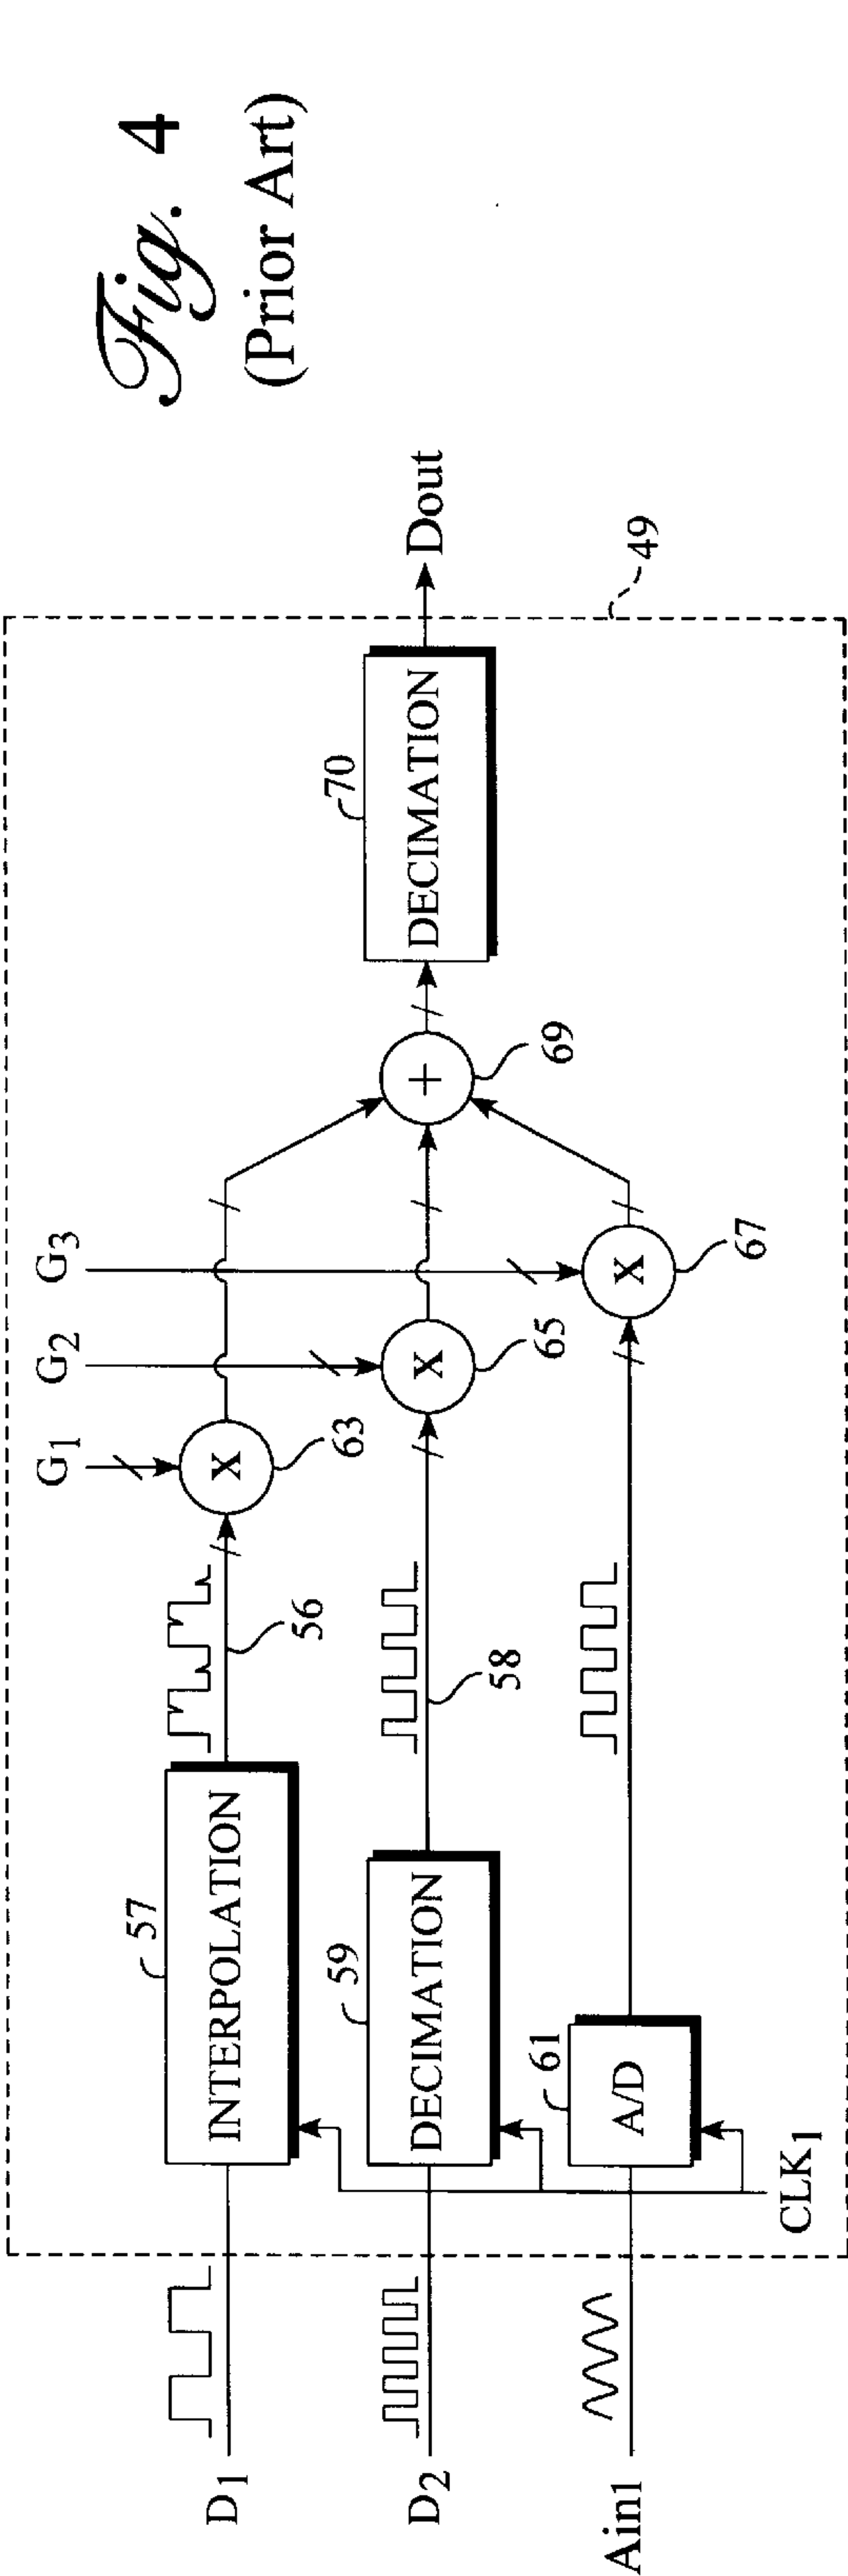 Fig. 4
(Prior Art)
G1
G2
G3
D1
57
INTERPOLATION
56
X
63
D2
59
DECIMATION
58
X
65
+
69
70
DECIMATION
Dout
Ain1
61
A/D
X
67
CLK1
49